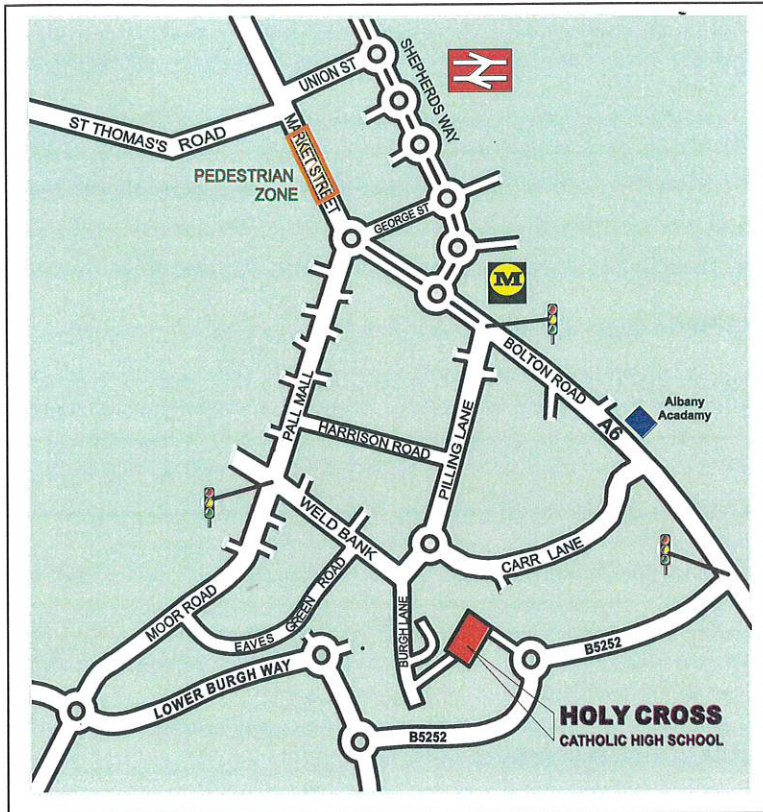 UNION ST
SHEPHERDS WAY
ST THOMAS'S ROAD
MARKET STREET
PEDESTRIAN
ZONE
GEORGE ST
M
BOLTON ROAD
A6
Albany
Acadamy
PALL MALL
HARRISON ROAD
PILLING LANE
WELD BANK
CARR LANE
MOOR ROAD
EAVES GREEN ROAD
BURGH LANE
B5252
LOWER BURGH WAY
HOLY CROSS
CATHOLIC HIGH SCHOOL
B5252